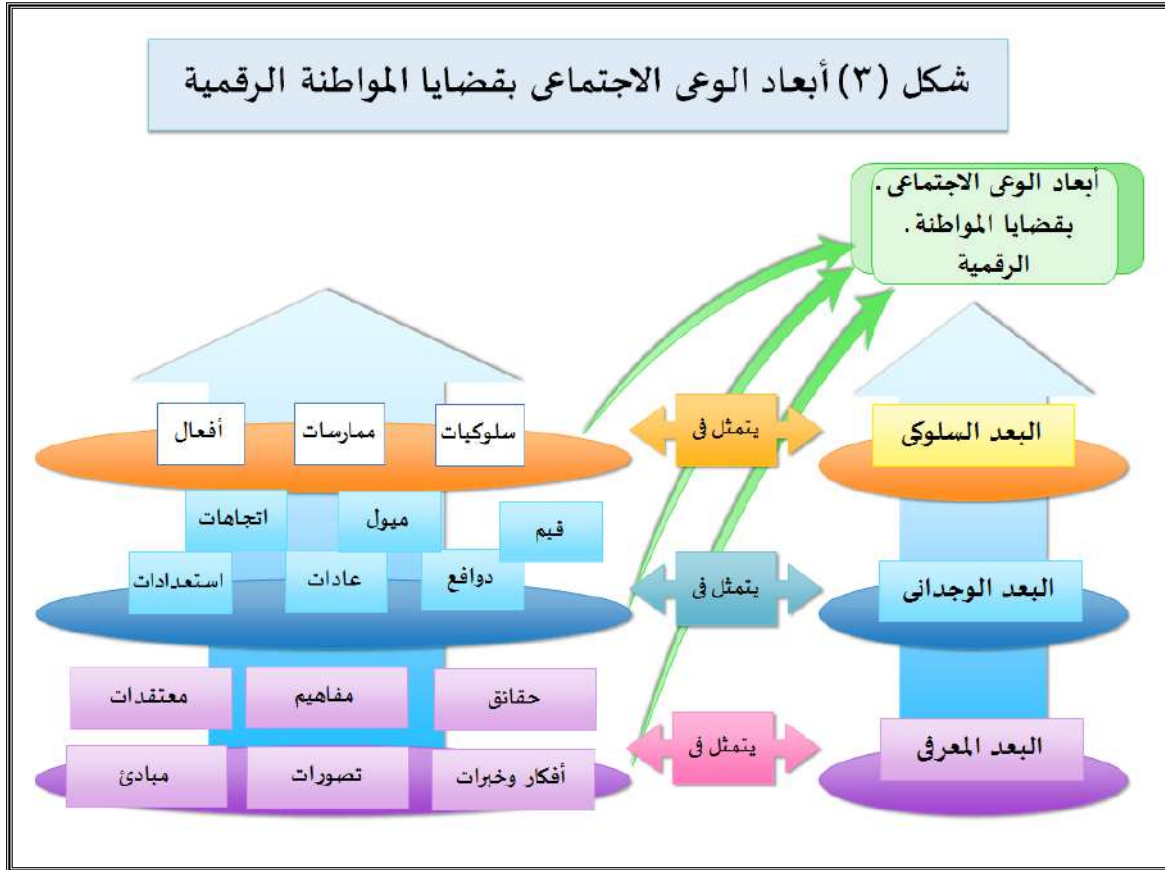 شكل (٣) أبعاد الوعى الاجتماعى بقضايا المواطنة الرقمية
أبعاد الوعى الاجتماعى .
بقضايا المواطنة .
الرقمية
البعد السلوكى
يتمثل فى
سلوكيات
ممارسات
أفعال
قيم
ميول
اتجاهات
البعد الوجدانى
يتمثل فى
دوافع
عادات
استعدادات
حقائق
مفاهيم
معتقدات
البعد المعرفى
يتمثل فى
أفكار وخبرات
تصورات
مبادئ